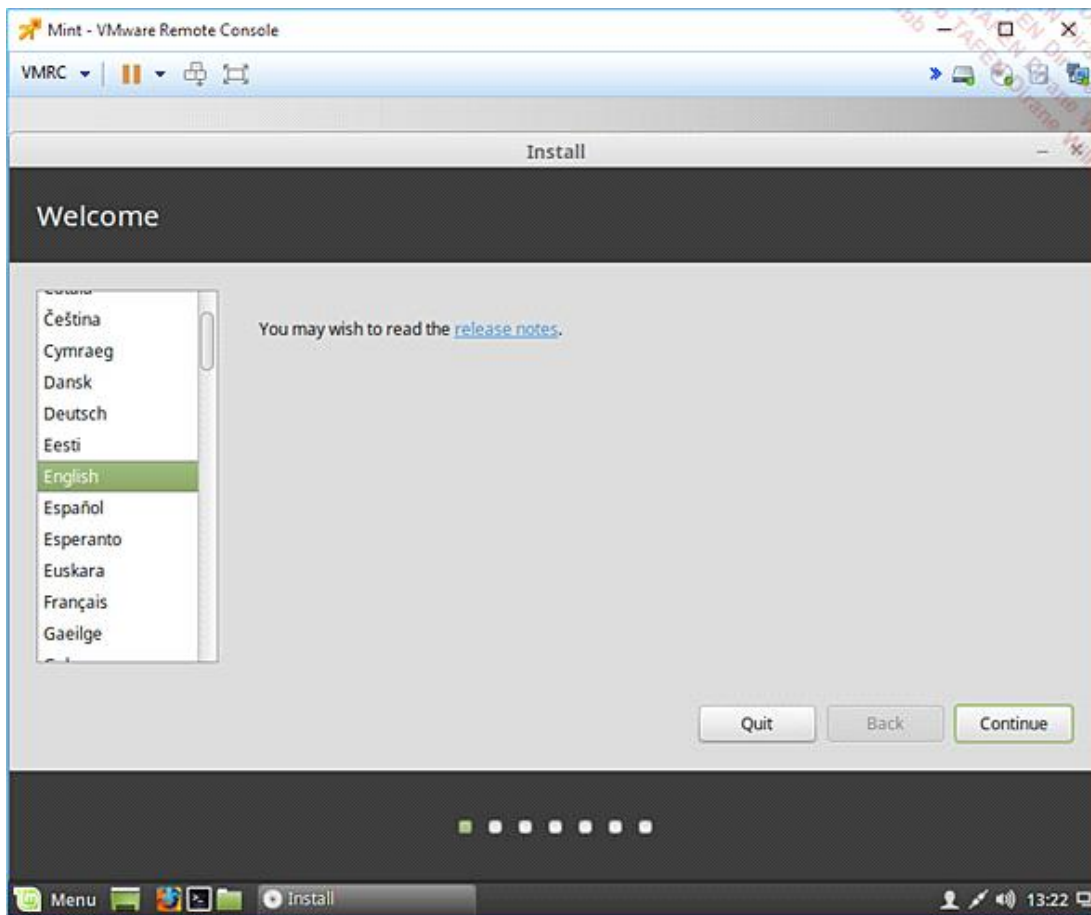 Mint - VMware Remote Console
VMRC
Install
Welcome
Čeština
Cymraeg
Dansk
Deutsch
Eesti
English
Español
Esperanto
Euskara
Français
Gaeilge
You may wish to read the release notes.
Quit Back Continue
Menu Install 13:22